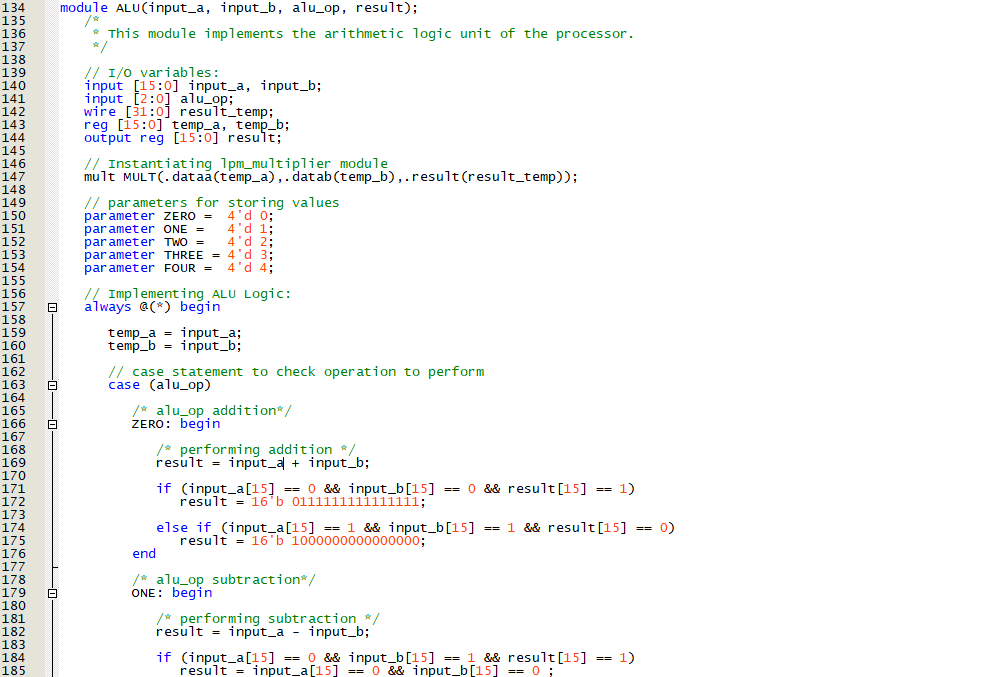 134 module ALU(input_a, input_b, alu_op, result);
135 /*
136 * This module implements the arithmetic logic unit of the processor.
137 */
138
139 // I/O variables:
140 input [15:0] input_a, input_b;
141 input [2:0] alu_op;
142 wire [31:0] result_temp;
143 reg [15:0] temp_a, temp_b;
144 output reg [15:0] result;
145
146 // Instantiating lpm_multiplier module
147 mult MULT(.dataa(temp_a),.datab(temp_b),.result(result_temp));
148
149 // parameters for storing values
150 parameter ZERO = 4'd 0;
151 parameter ONE = 4'd 1;
152 parameter TWO = 4'd 2;
153 parameter THREE = 4'd 3;
154 parameter FOUR = 4'd 4;
155
156 // Implementing ALU Logic:
157 always @(*) begin
158
159 temp_a = input_a;
160 temp_b = input_b;
161
162 // case statement to check operation to perform
163 case (alu_op)
164
165 /* alu_op addition*/
166 ZERO: begin
167
168 /* performing addition */
169 result = input_a + input_b;
170
171 if (input_a[15] == 0 && input_b[15] == 0 && result[15] == 1)
172 result = 16'b 0111111111111111;
173
174 else if (input_a[15] == 1 && input_b[15] == 1 && result[15] == 0)
175 result = 16'b 1000000000000000;
176 end
177
178 /* alu_op subtraction*/
179 ONE: begin
180
181 /* performing subtraction */
182 result = input_a - input_b;
183
184 if (input_a[15] == 0 && input_b[15] == 1 && result[15] == 1)
185 result = input_a[15] == 0 && input_b[15] == 0 ;